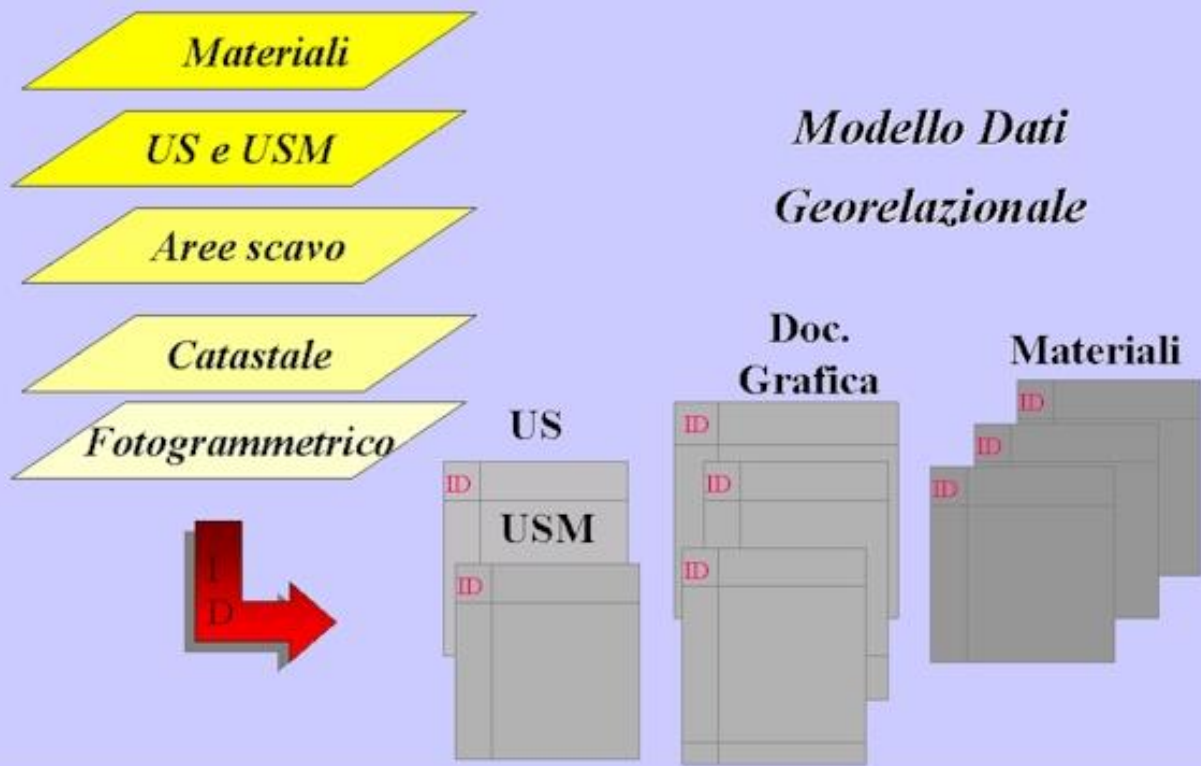 Materiali
US e USM
Aree scavo
Catastale
Fotogrammetrico
Modello Dati
Georelazionale
I
D
US
ID
USM
ID
Doc.
Grafica
ID
ID
ID
Materiali
ID
ID
ID